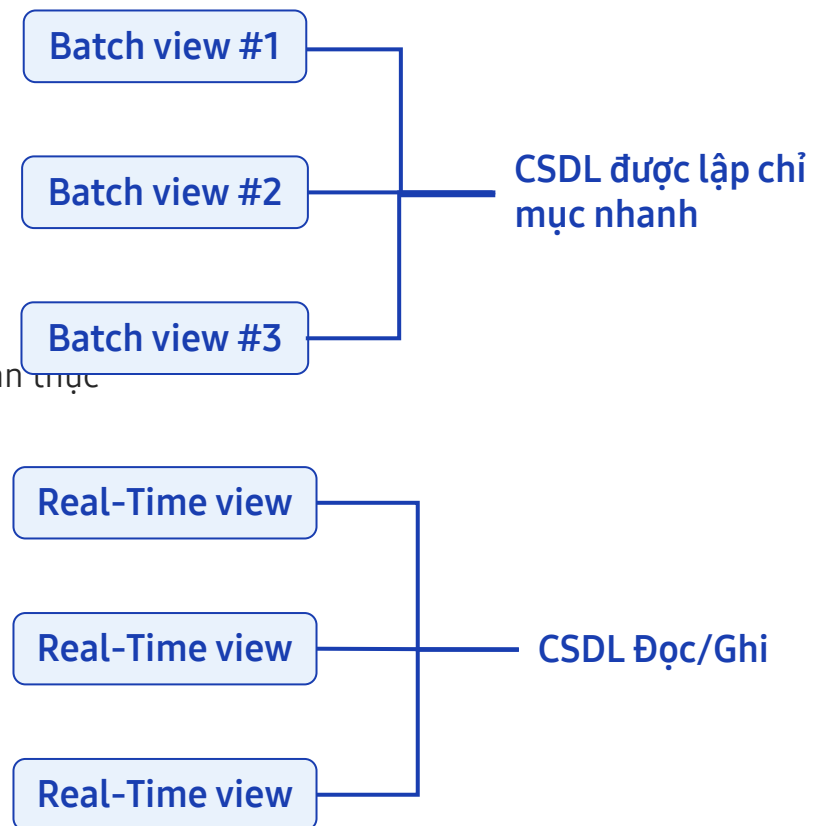 Batch view #1
Batch view #2
CSDL được lập chỉ
mục nhanh
Batch view #3
thực
Real-Time view
Real-Time view
CSDL Đọc/Ghi
Real-Time view